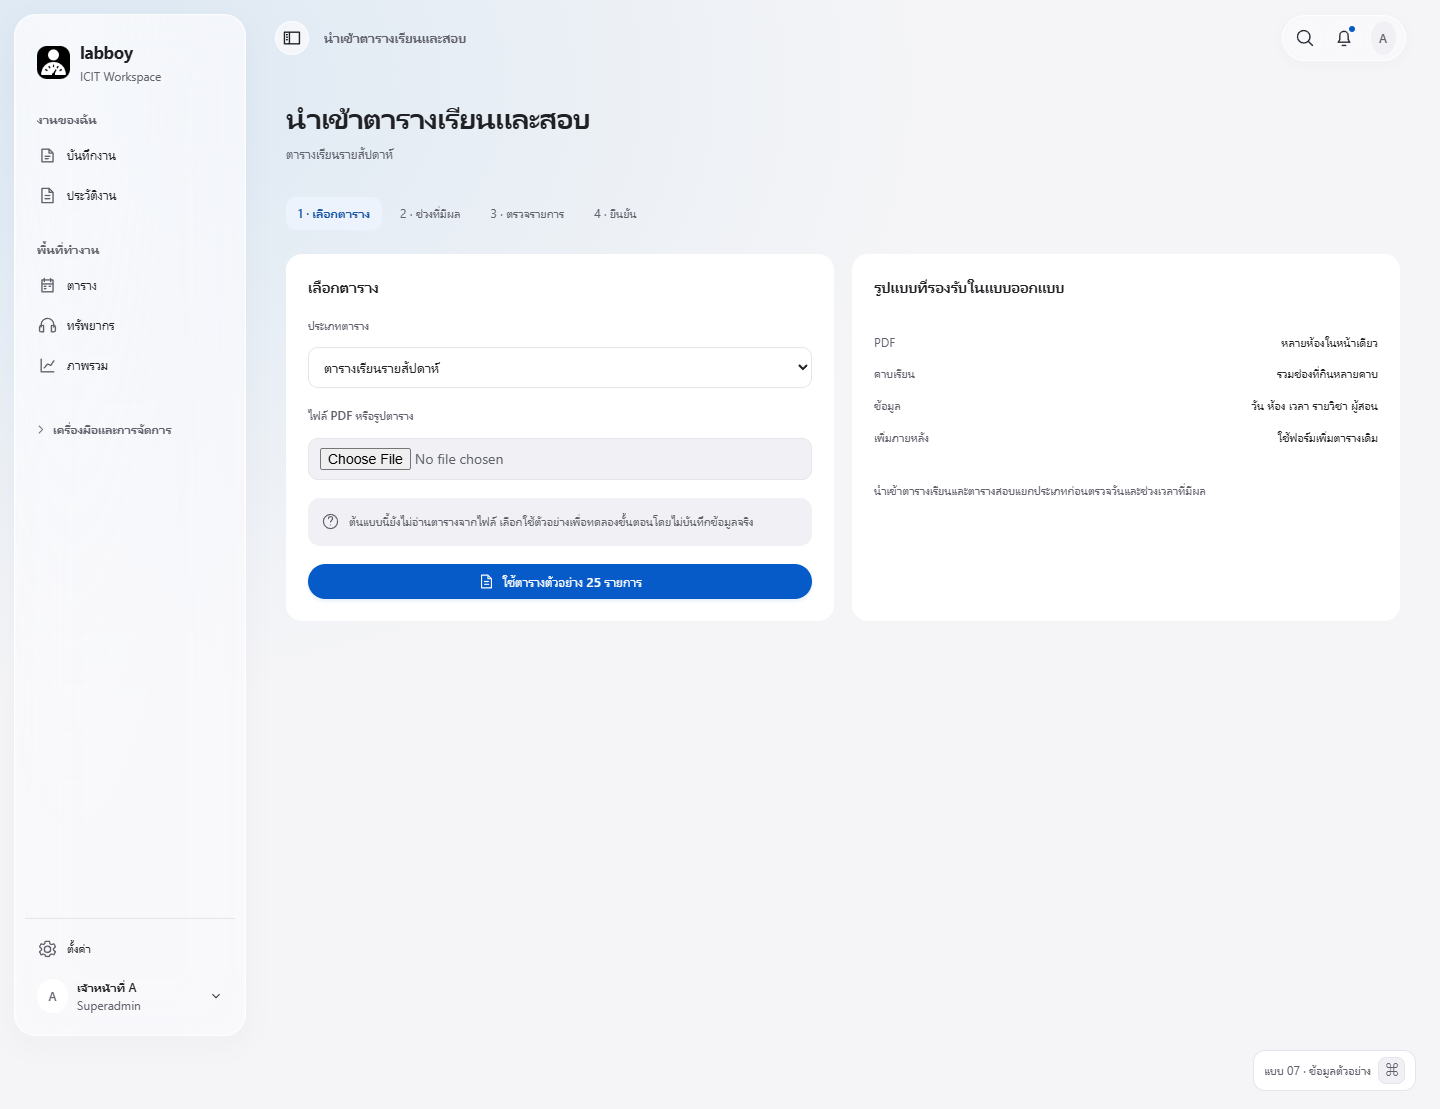 labboy
ICIT Workspace
งานของฉัน
บันทึกงาน
ประวัติงาน
พื้นที่ทำงาน
ตาราง
ทรัพยากร
ภาพรวม
เครื่องมือและการจัดการ
ตั้งค่า
A
เจ้าหน้าที่ A
Superadmin
นำเข้าตารางเรียนและสอบ
A
นำเข้าตารางเรียนและสอบ
ตารางเรียนรายสัปดาห์
1 · เลือกตาราง
2 · ช่วงที่มีผล
3 · ตรวจรายการ
4 · ยืนยัน
เลือกตาราง
ประเภทตาราง
ตารางเรียนรายสัปดาห์
ไฟล์ PDF หรือรูปตาราง
Choose File No file chosen
ต้นแบบนี้ยังไม่อ่านตารางจากไฟล์ เลือกใช้ตัวอย่างเพื่อทดลองขั้นตอนโดยไม่บันทึกข้อมูลจริง
ใช้ตารางตัวอย่าง 25 รายการ
รูปแบบที่รองรับในแบบออกแบบ
PDF หลายห้องในหน้าเดียว
คาบเรียน รวมช่องที่กินหลายคาบ
ข้อมูล วัน ห้อง เวลา รายวิชา ผู้สอน
เพิ่มภายหลัง ใช้ฟอร์มเพิ่มตารางเดิม
นำเข้าตารางเรียนและตารางสอบแยกประเภทก่อนตรวจวันและช่วงเวลาที่มีผล
แบบ 07 · ข้อมูลตัวอย่าง ⌘